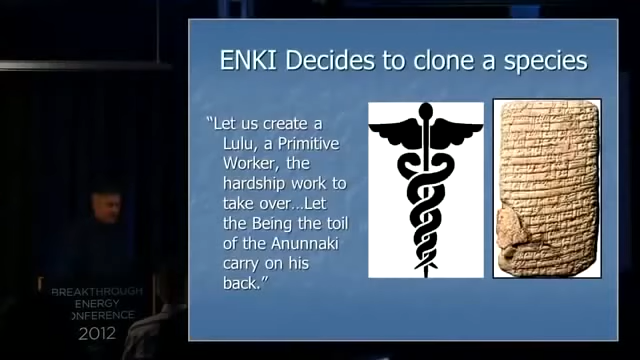 ENKI Decides to clone a species
“Let us create a
Lulu, a Primitive
Worker, the
hardship work to
take over…Let
the Being the toil
of the Anunnaki
carry on his
back.”
BREAKTHROUGH
ENERGY
CONFERENCE
2012